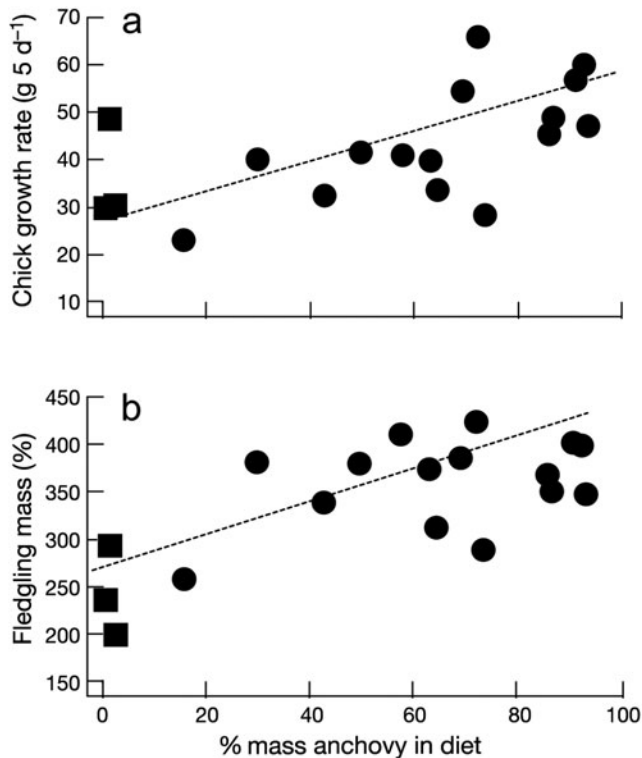 a
Chick growth rate (g 5 d⁻¹)
70
60
50
40
30
20
10
b
Fledgling mass (%)
450
400
350
300
250
200
150
0 20 40 60 80 100
% mass anchovy in diet